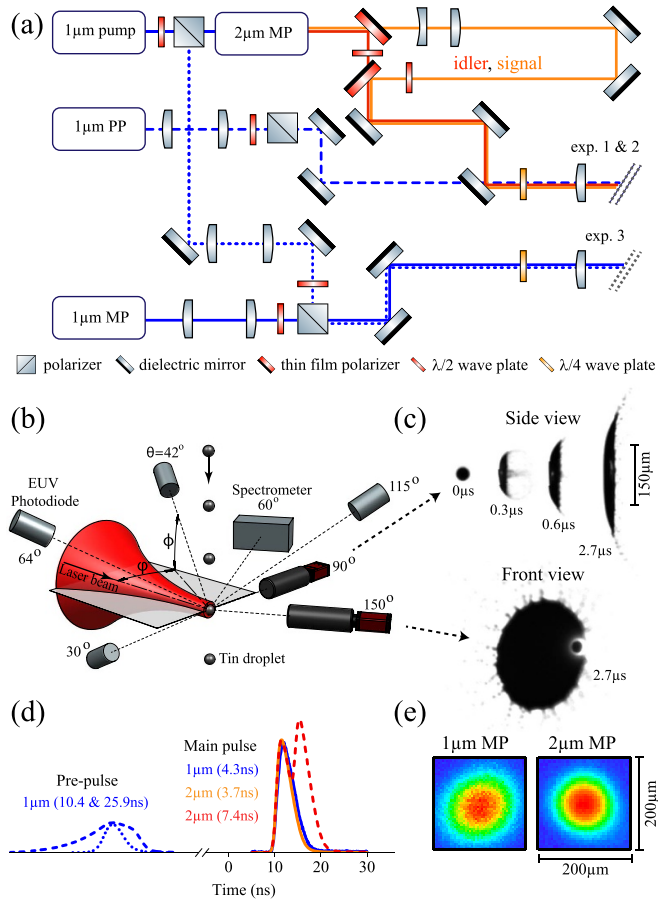 (a)
1µm pump
2µm MP
idler, signal
1µm PP
exp. 1 & 2
exp. 3
1µm MP
polarizer
dielectric mirror
thin film polarizer
λ/2 wave plate
λ/4 wave plate
(b)
θ=42°
EUV
Photodiode
64°
Spectrometer
60°
115°
ϕ
φ
Laser beam
90°
150°
30°
Tin droplet
(c)
Side view
0µs
0.3µs
0.6µs
2.7µs
150µm
Front view
2.7µs
(d)
Pre-pulse
1µm (10.4 & 25.9ns)
Main pulse
1µm (4.3ns)
2µm (3.7ns)
2µm (7.4ns)
0
10
20
30
Time (ns)
(e)
1µm MP
2µm MP
200µm
200µm